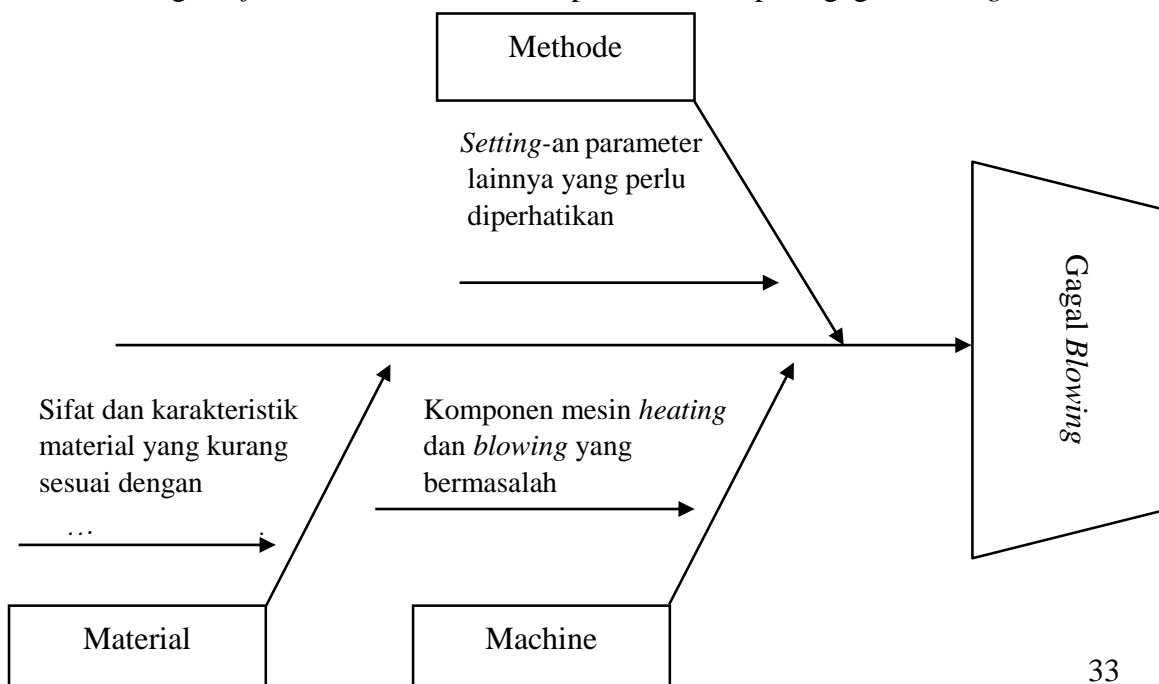 Methode
Setting-an parameter
lainnya yang perlu
diperhatikan
Gagal Blowing
Sifat dan karakteristik
material yang kurang
sesuai dengan
Komponen mesin heating
dan blowing yang
bermasalah
Material
Machine
33